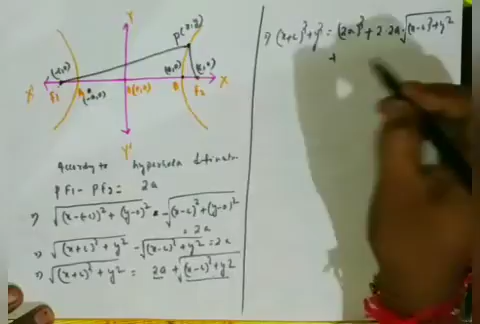 Y
P(x,y)
(-c,0)
(a,0)
(c,0)
X'
F1
A'
(-a,0)
(0,0)
A
F2
X
Y'
According to hyperbola
PF1 - PF2 = 2a
⇒ √(x-(-c))² + (y-0)² - √(x-c)² + (y-0)²
= 2a
⇒ √(x+c)² + y² - √(x-c)² + y² = 2a
⇒ √(x+c)² + y² = 2a + √(x-c)² + y²
⇒ (x+c)² + y² = (2a)² + 2·2a·√(x-c)² + y²
+